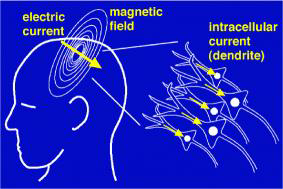 electric
current
magnetic
field
intracellular
current
(dendrite)